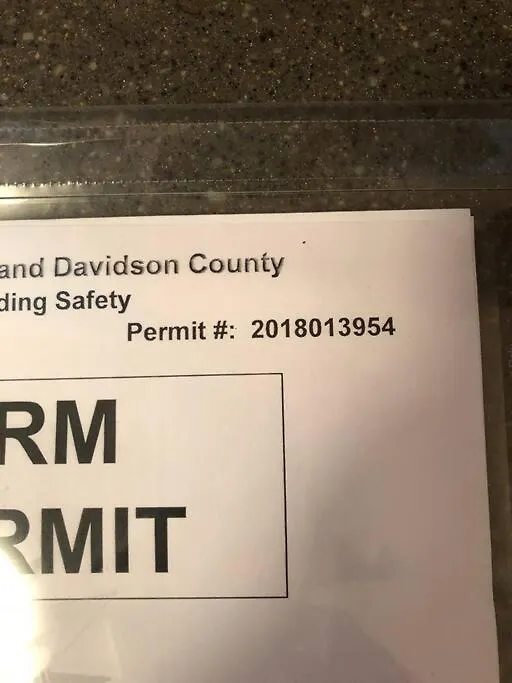 and Davidson County
ding Safety
Permit #: 2018013954
RM
RMIT